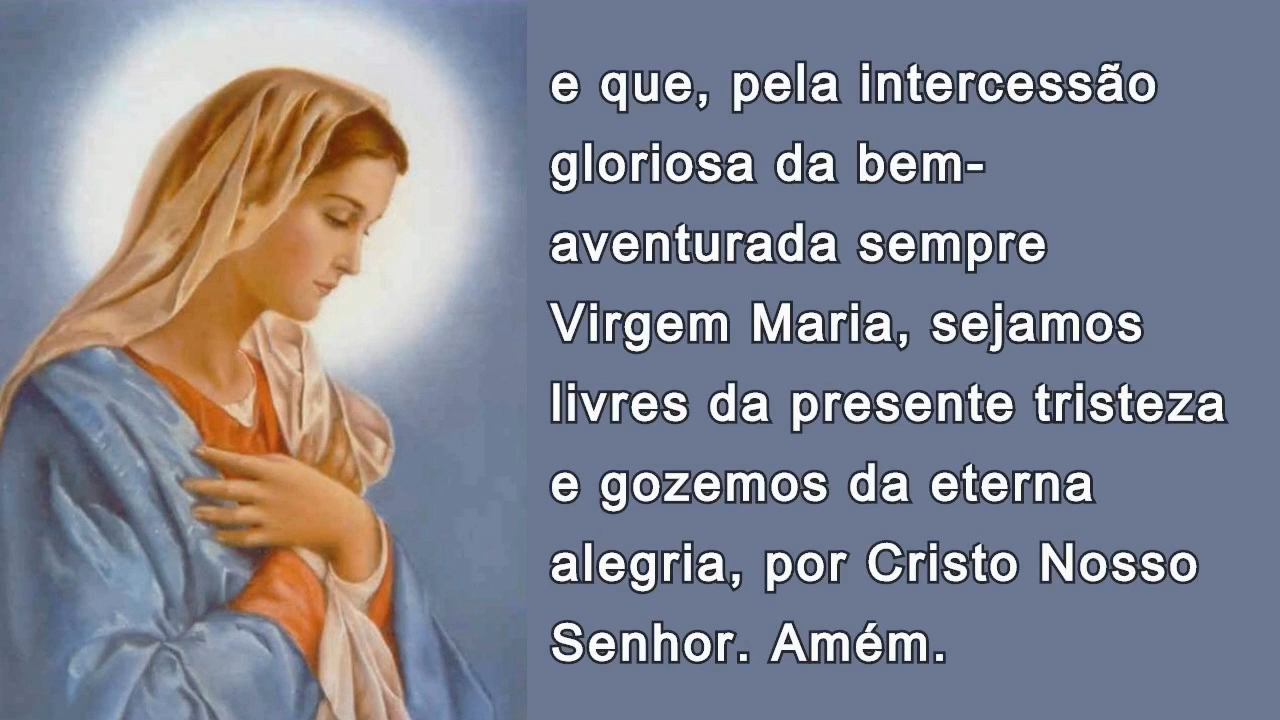 e que, pela intercessão
gloriosa da bem-
aventurada sempre
Virgem Maria, sejamos
livres da presente tristeza
e gozemos da eterna
alegria, por Cristo Nosso
Senhor. Amém.